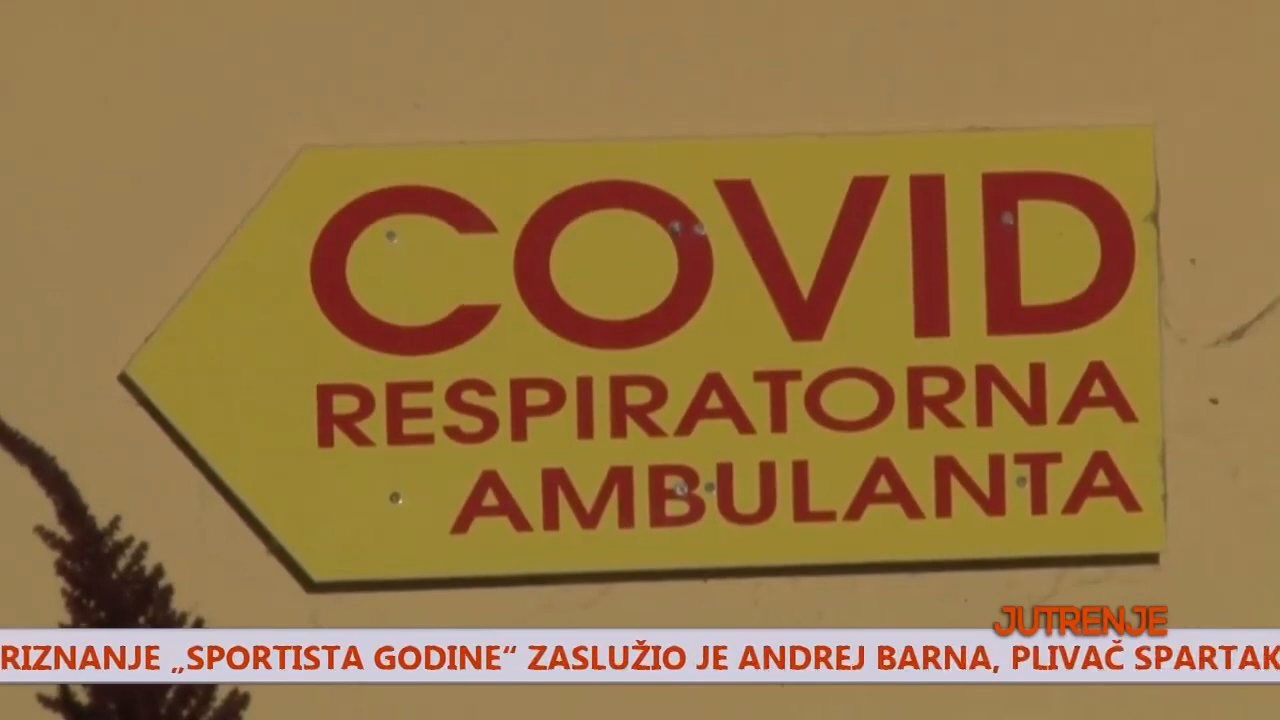 COVID
RESPIRATORNA
AMBULANTA
JUTRENJE
RIZNANJE „SPORTISTA GODINE“ ZASLUŽIO JE ANDREJ BARNA, PLIVAČ SPARTAK